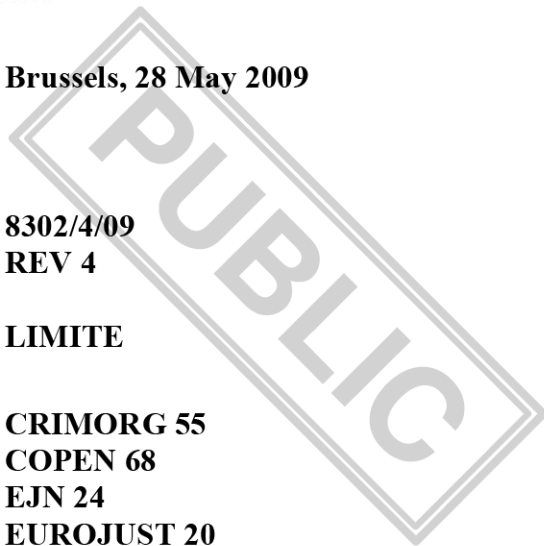 Brussels, 28 May 2009
8302/4/09
REV 4
LIMITE
CRIMORG 55
COPEN 68
EJN 24
EUROJUST 20
PUBLIC